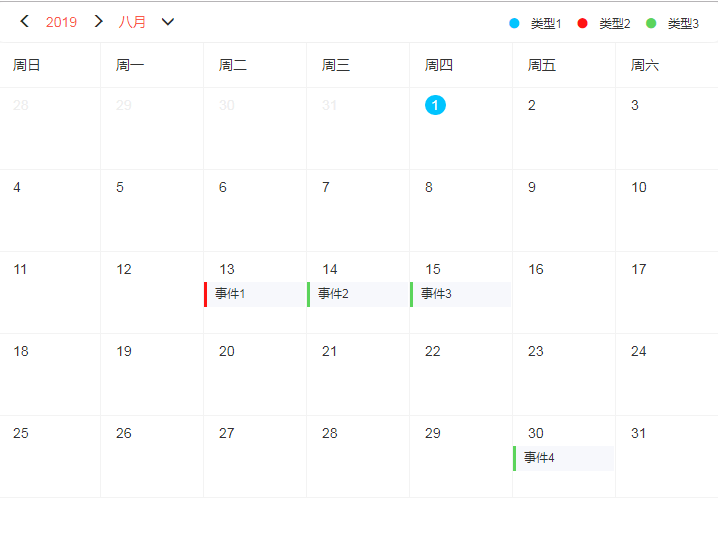 2019 八月 类型1 类型2 类型3
周日 周一 周二 周三 周四 周五 周六
28 29 30 31 1 2 3
4 5 6 7 8 9 10
11 12 13 14 15 16 17
事件1 事件2 事件3
18 19 20 21 22 23 24
25 26 27 28 29 30 31
事件4